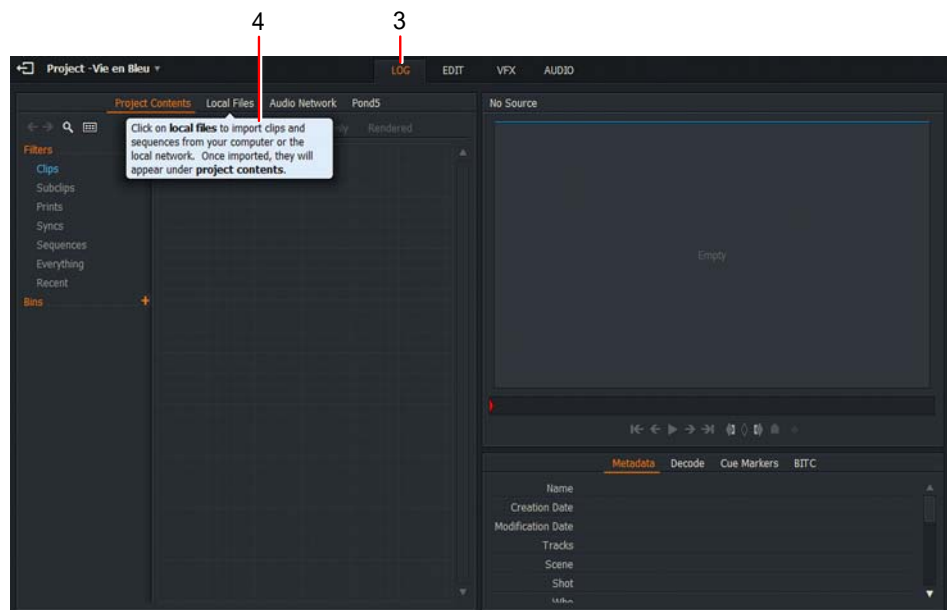 4
3
Project -Vie en Bleu
LOG
EDIT
VFX
AUDIO
Project Contents
Local Files
Audio Network
Pond5
Rendered
Click on local files to import clips and
sequences from your computer or the
local network. Once imported, they will
appear under project contents.
Filters
Clips
Subclips
Prints
Syncs
Sequences
Everything
Recent
Bins
+
No Source
Empty
Metadata
Decode
Cue Markers
BITC
Name
Creation Date
Modification Date
Tracks
Scene
Shot